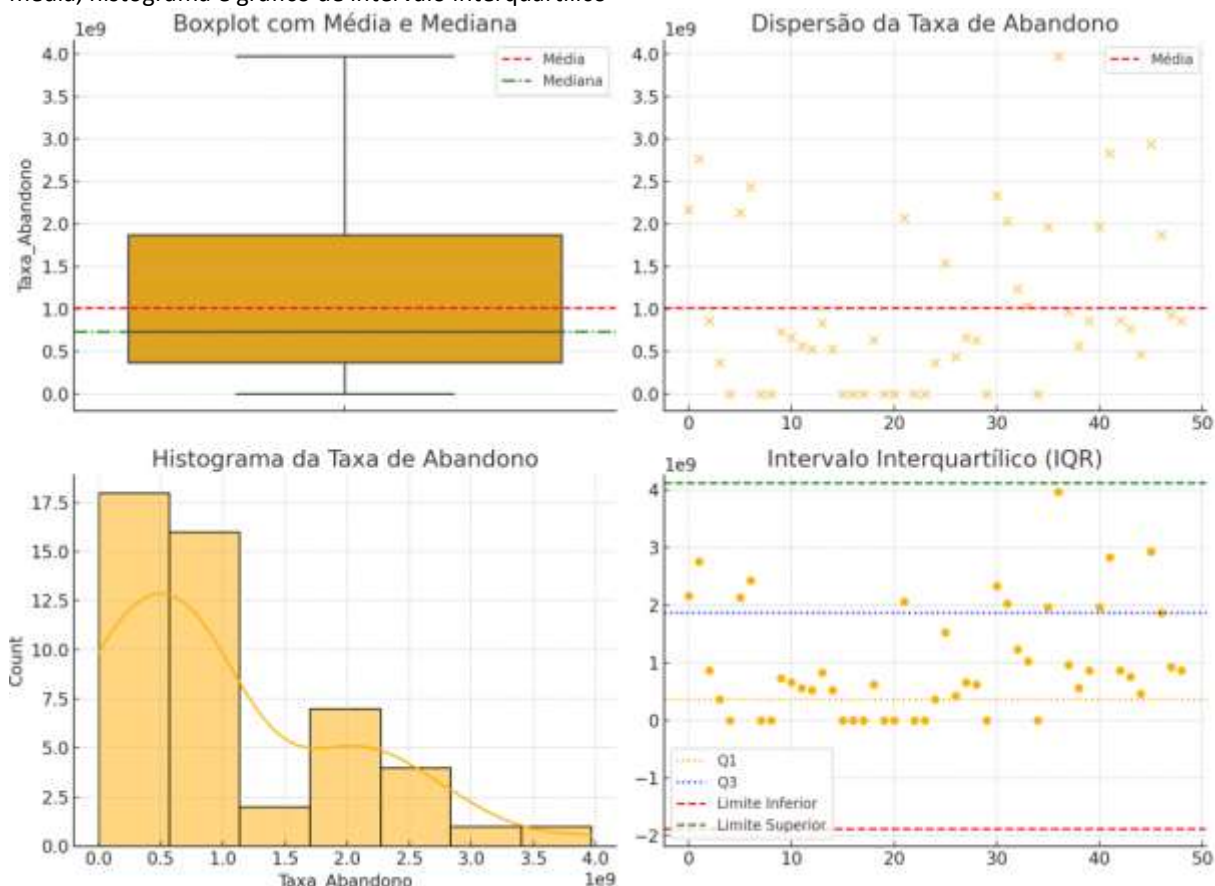 média, histograma e gráfico de intervalo interquartílico
Boxplot com Média e Mediana
1e9
Média
Mediana
Taxa_Abandono
4.0
3.5
3.0
2.5
2.0
1.5
1.0
0.5
0.0
Dispersão da Taxa de Abandono
1e9
Média
4.0
3.5
3.0
2.5
2.0
1.5
1.0
0.5
0.0
0 10 20 30 40 50
Histograma da Taxa de Abandono
Count
17.5
15.0
12.5
10.0
7.5
5.0
2.5
0.0
0.0 0.5 1.0 1.5 2.0 2.5 3.0 3.5 4.0
Taxa_Abandono
1e9
Intervalo Interquartílico (IQR)
1e9
4
3
2
1
0
−1
−2
Q1
Q3
Limite Inferior
Limite Superior
0 10 20 30 40 50